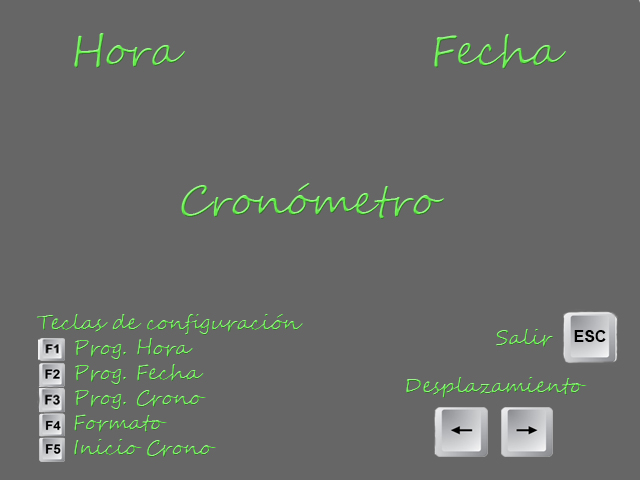 Hora Fecha
Cronómetro
Teclas de configuración
F1 Prog. Hora
F2 Prog. Fecha
F3 Prog. Crono
F4 Formato
F5 Inicio Crono
Salir ESC
Desplazamiento
← →